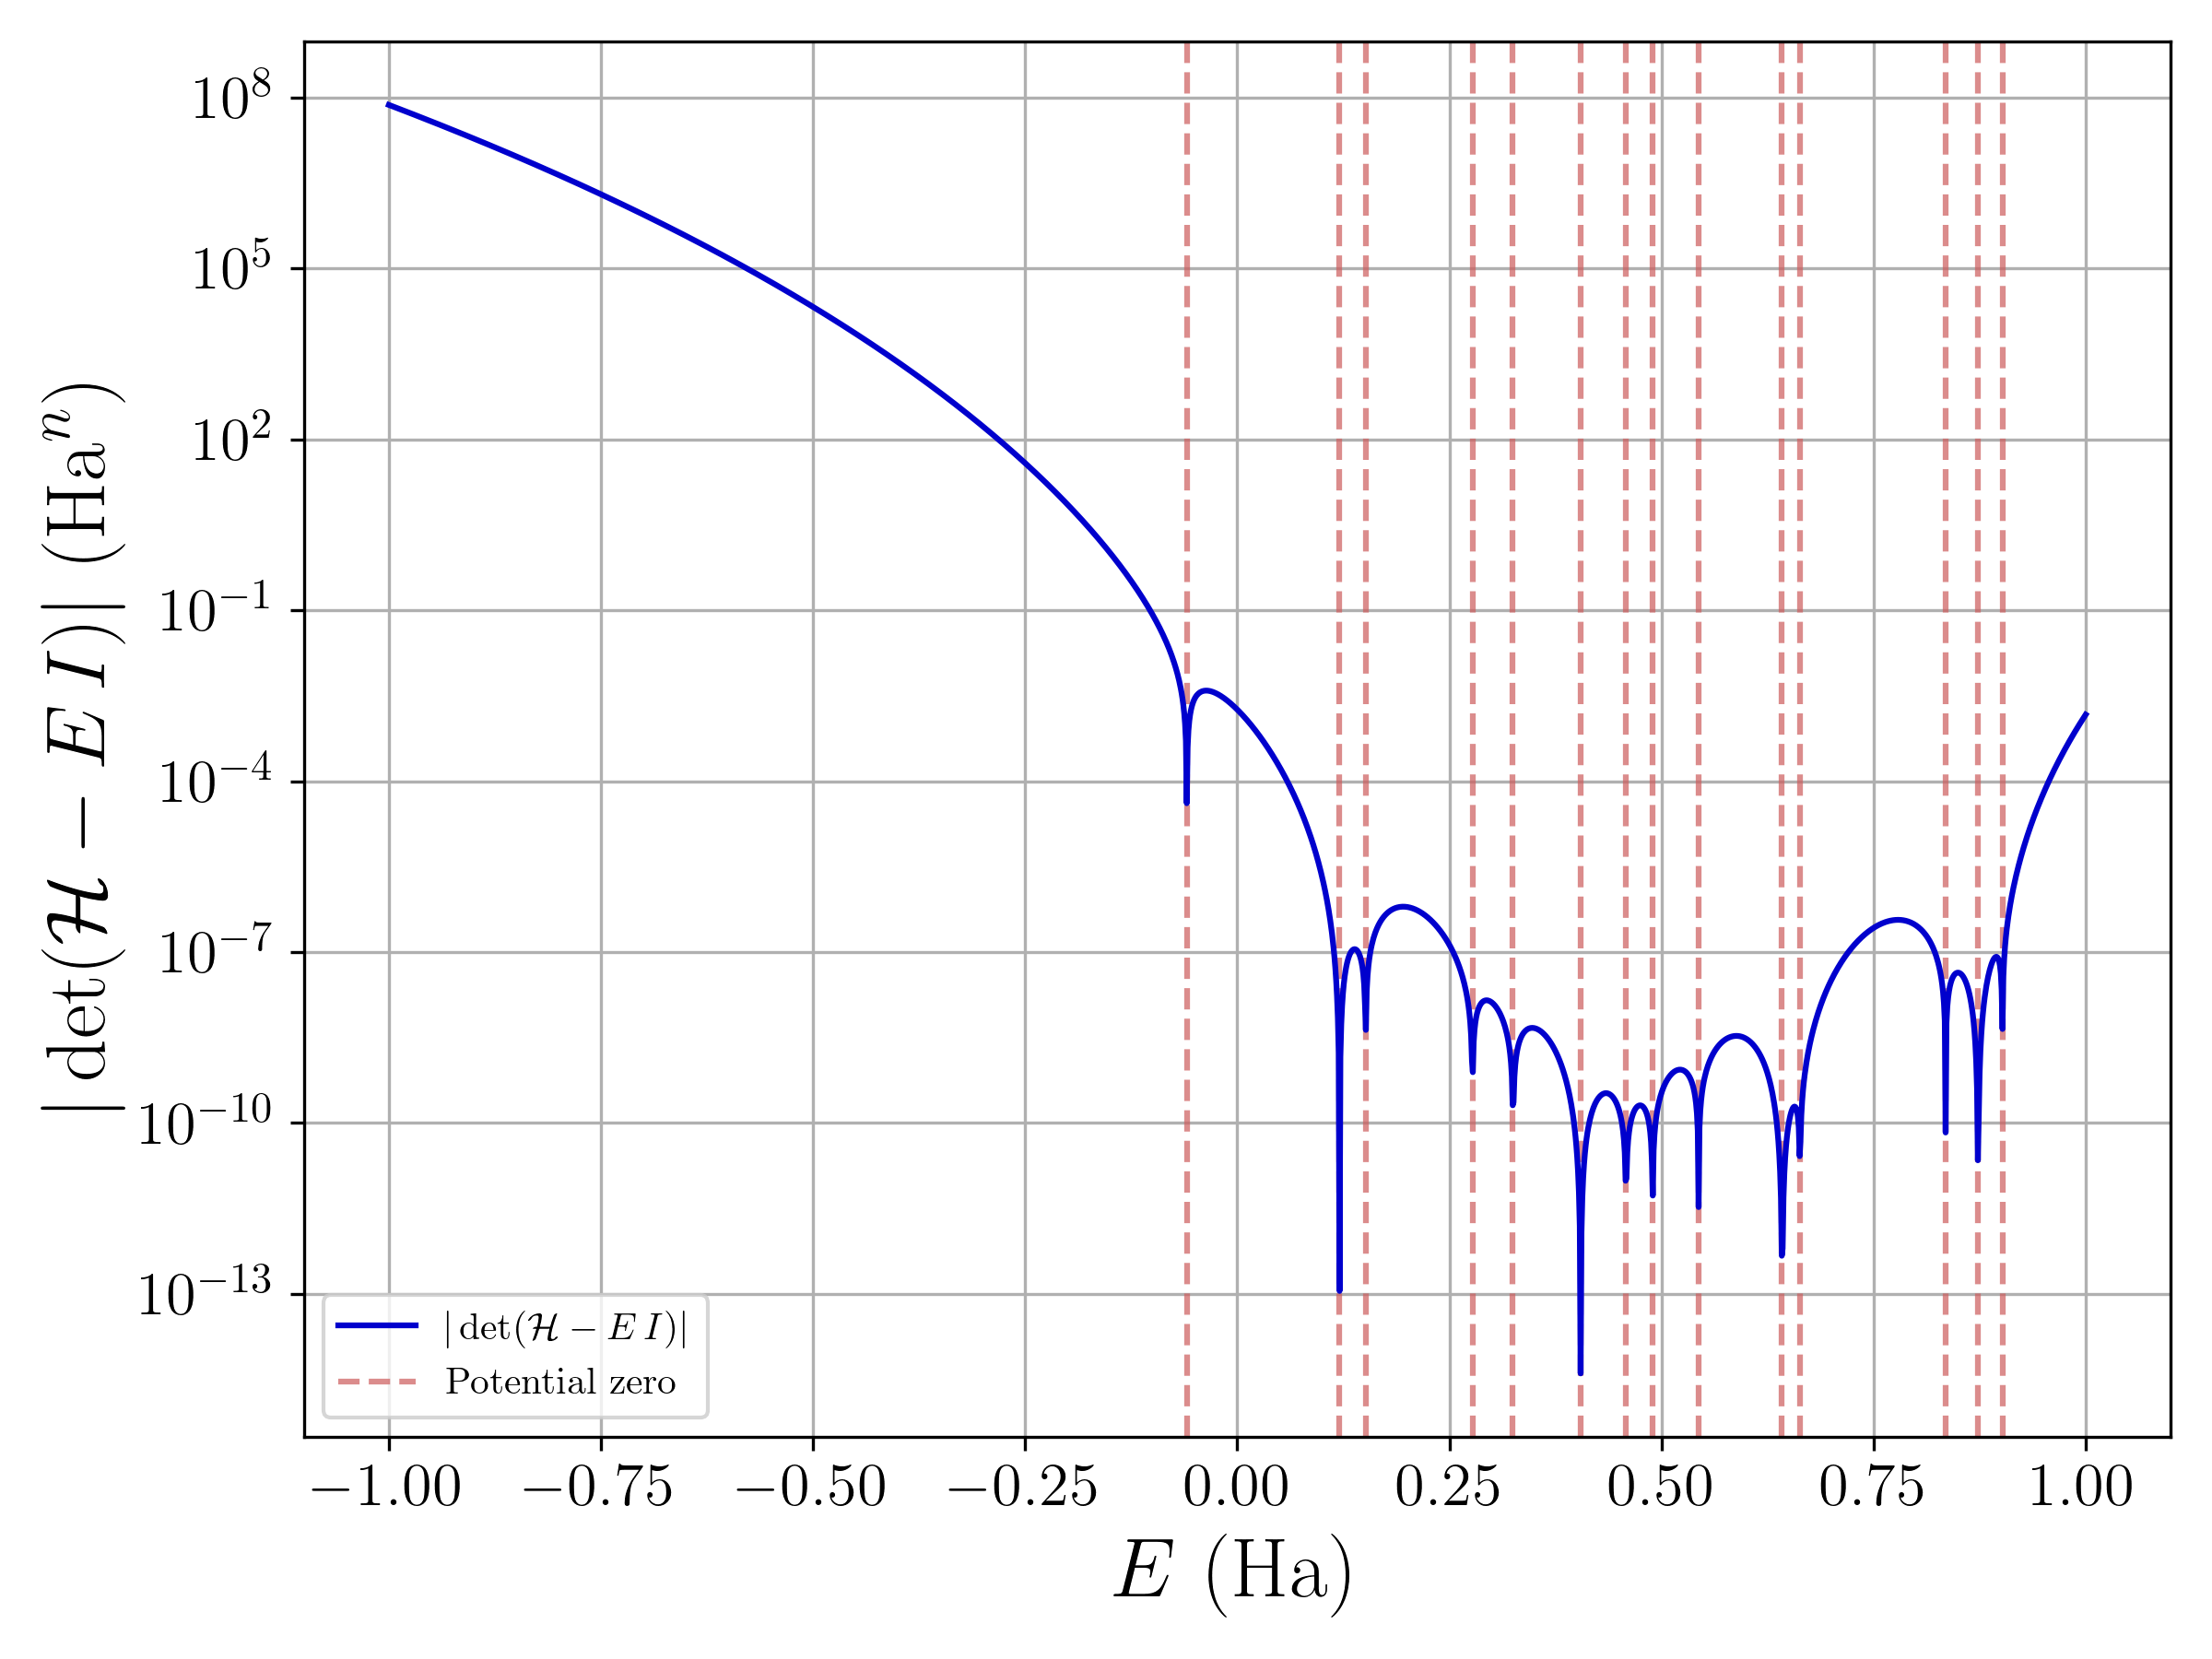 10^8
10^5
10^2
10^{-1}
10^{-4}
10^{-7}
10^{-10}
10^{-13}
|det(ℋ − E I)| (Ha^n)
|det(ℋ − E I)|
Potential zero
−1.00 −0.75 −0.50 −0.25 0.00 0.25 0.50 0.75 1.00
E (Ha)